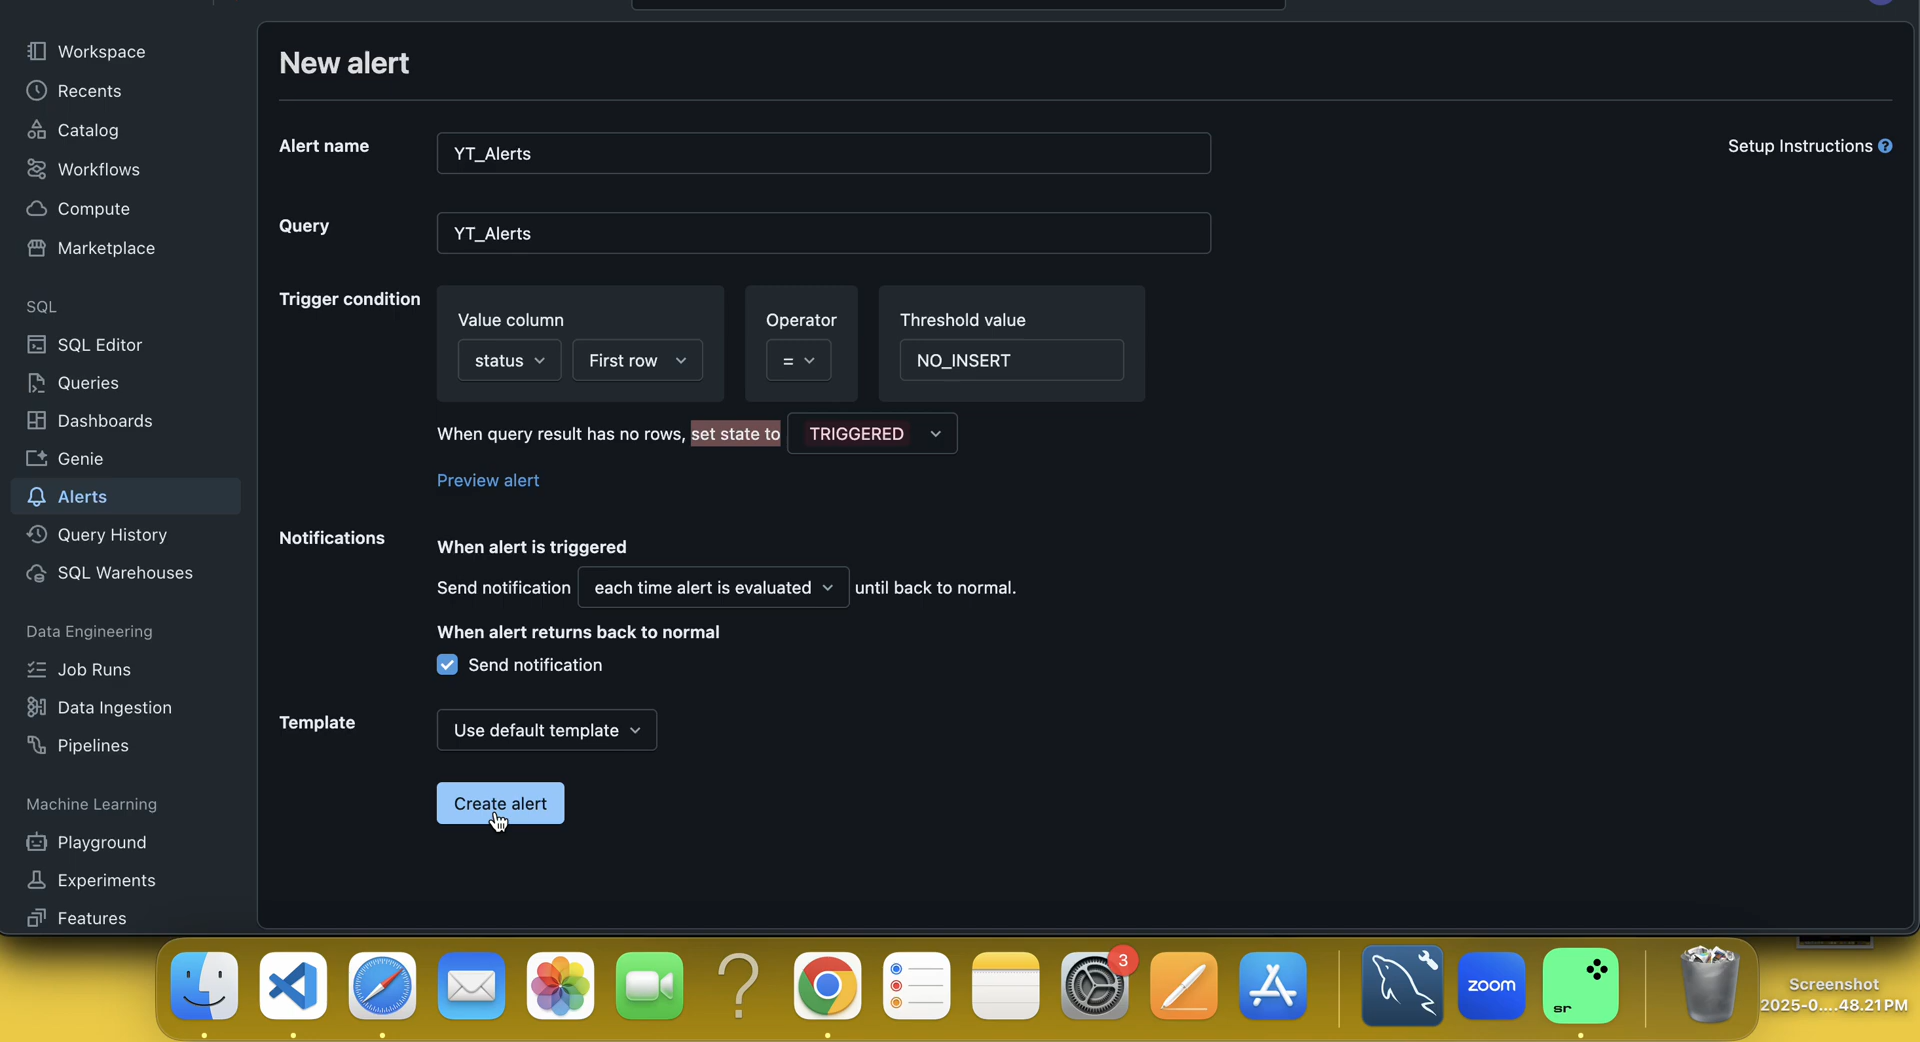 Workspace
Recents
Catalog
Workflows
Compute
Marketplace
SQL
SQL Editor
Queries
Dashboards
Genie
Alerts
Query History
SQL Warehouses
Data Engineering
Job Runs
Data Ingestion
Pipelines
Machine Learning
Playground
Experiments
Features
New alert
Alert name YT_Alerts
Setup Instructions ?
Query YT_Alerts
Trigger condition
Value column Operator Threshold value
status First row = NO_INSERT
When query result has no rows, set state to TRIGGERED
Preview alert
Notifications
When alert is triggered
Send notification each time alert is evaluated until back to normal.
When alert returns back to normal
Send notification
Template Use default template
Create alert
3
zoom
sr
Screenshot
2025-0....48.21PM